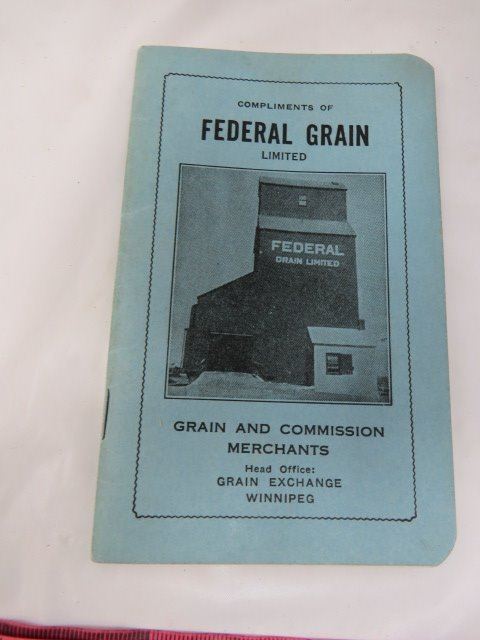 COMPLIMENTS OF
FEDERAL GRAIN
LIMITED
FEDERAL
GRAIN LIMITED
GRAIN AND COMMISSION
MERCHANTS
Head Office:
GRAIN EXCHANGE
WINNIPEG